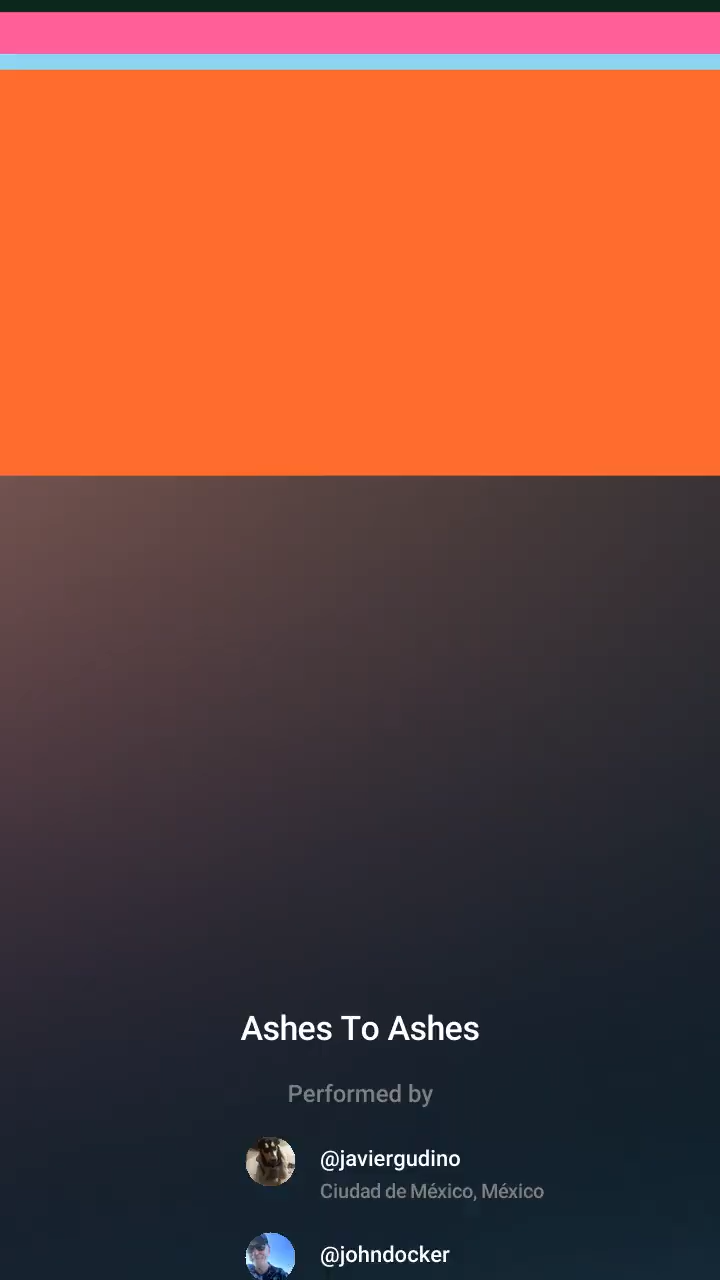 Ashes To Ashes
Performed by
@javiergudino
Ciudad de México, México
@johndocker